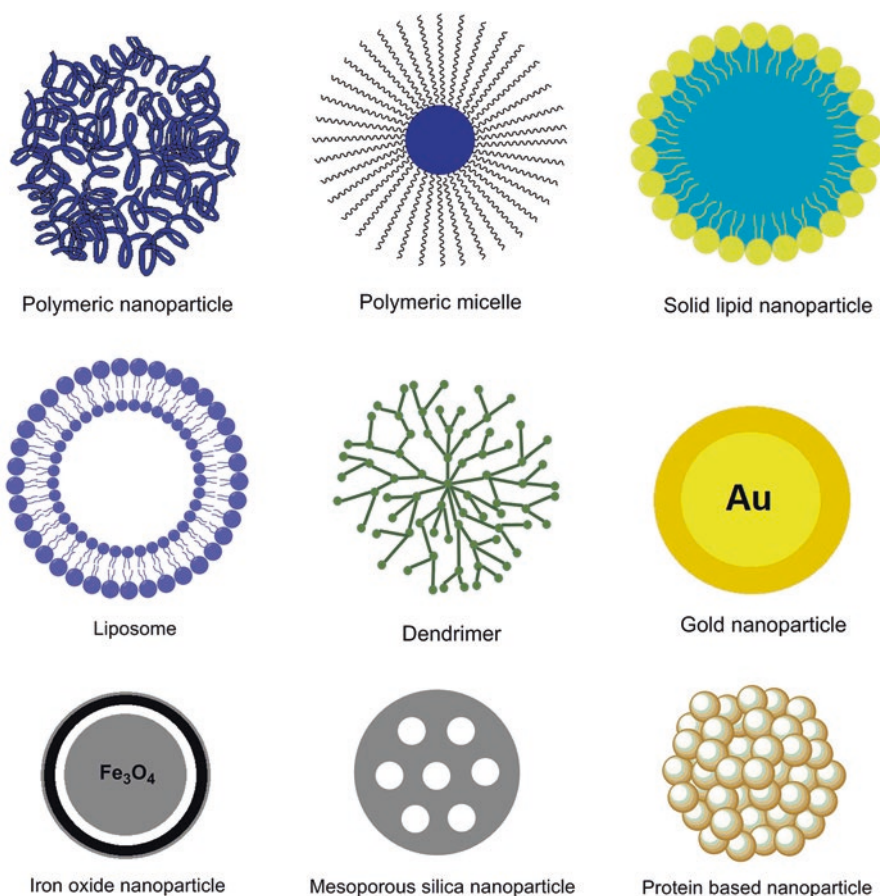 Polymeric nanoparticle
Polymeric micelle
Solid lipid nanoparticle
Liposome
Dendrimer
Au
Gold nanoparticle
Fe₃O₄
Iron oxide nanoparticle
Mesoporous silica nanoparticle
Protein based nanoparticle